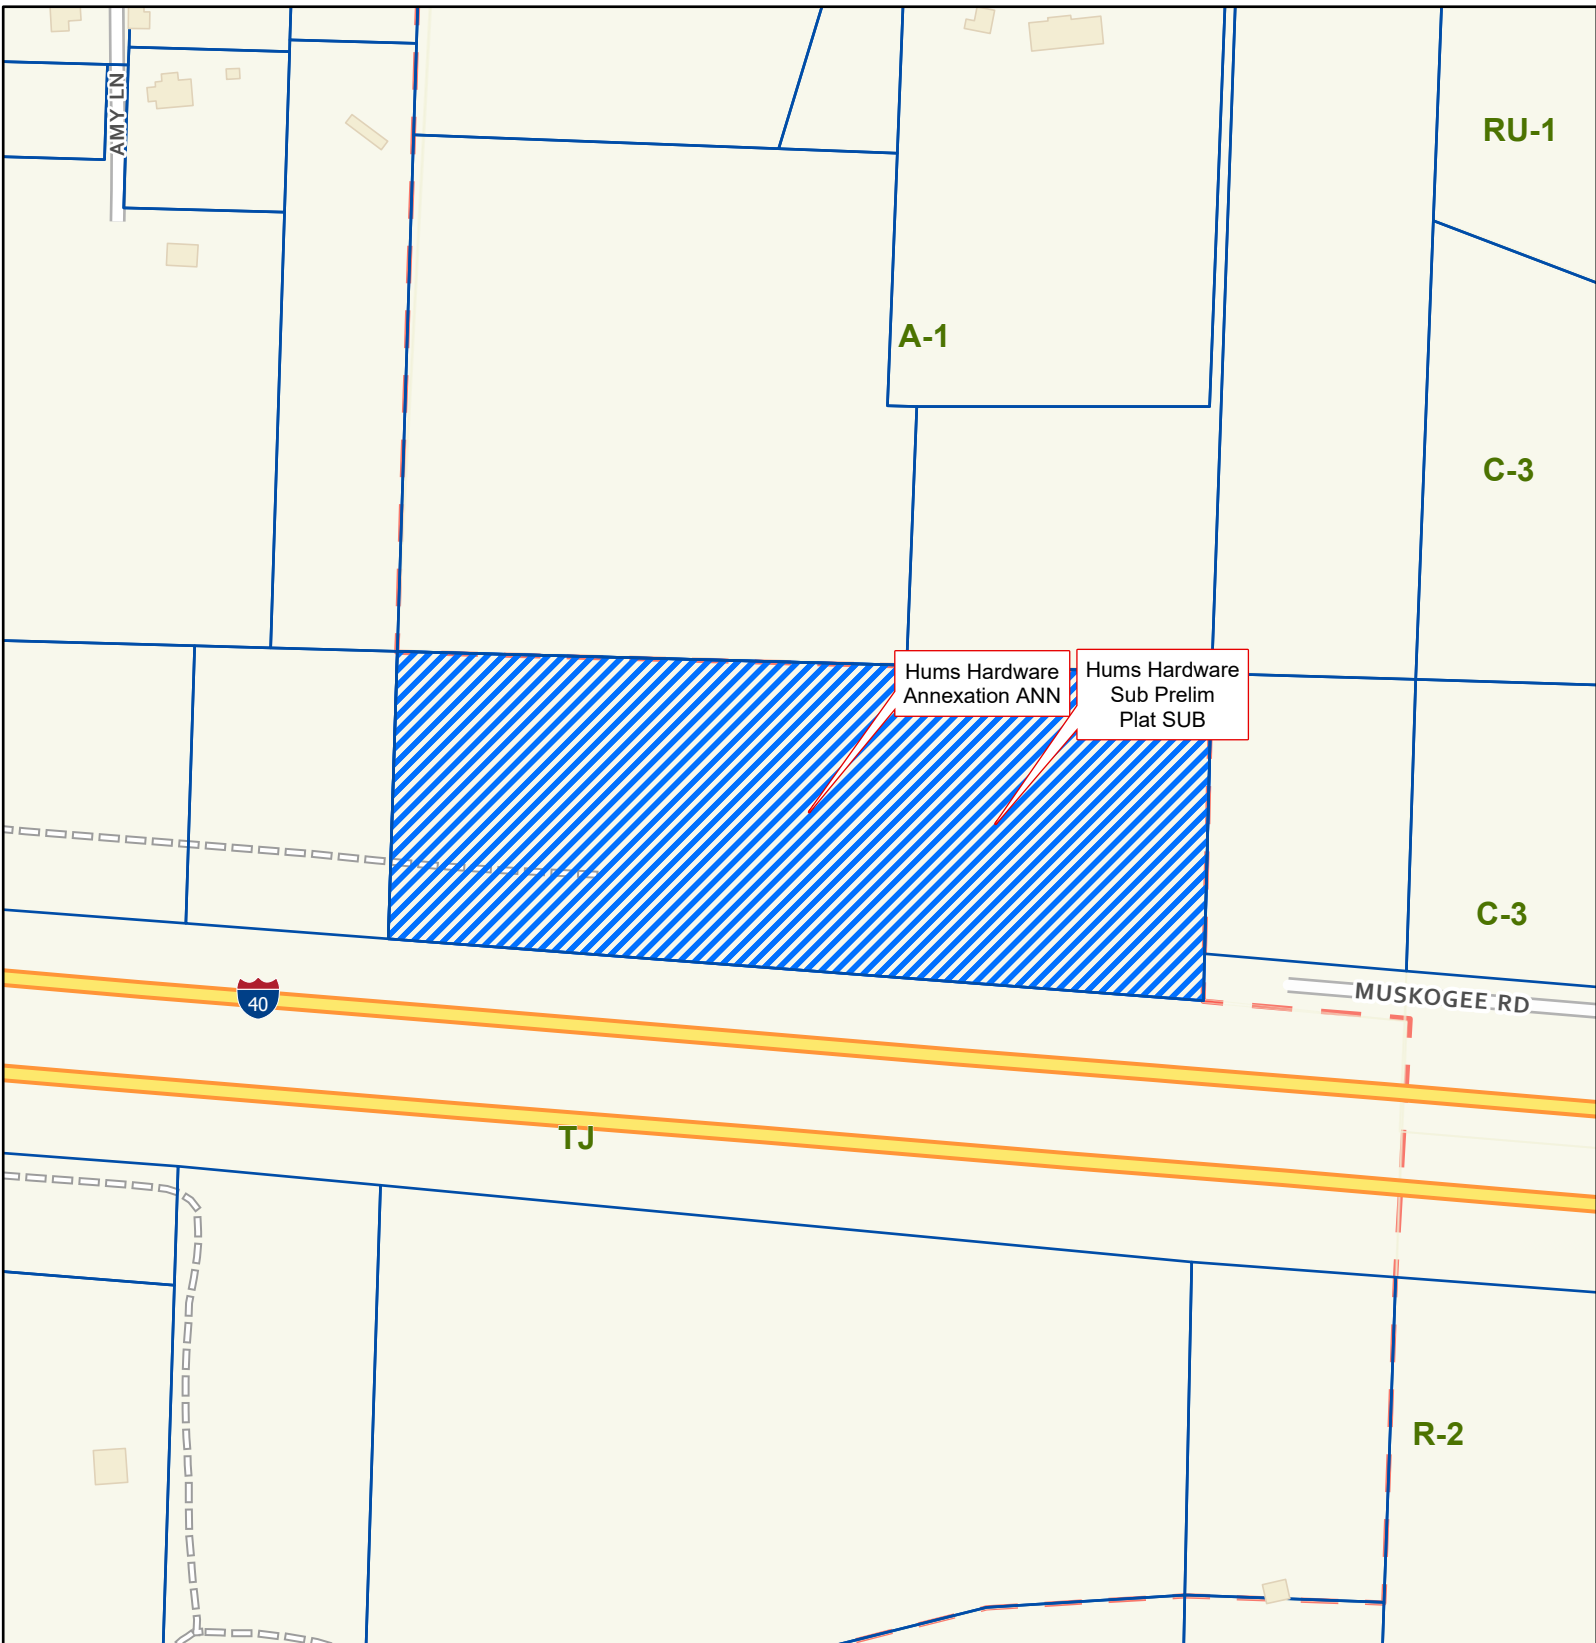 AMY LN
RU-1
A-1
C-3
Hums Hardware
Annexation ANN
Hums Hardware
Sub Prelim
Plat SUB
C-3
40
MUSKOGEE RD
TJ
R-2